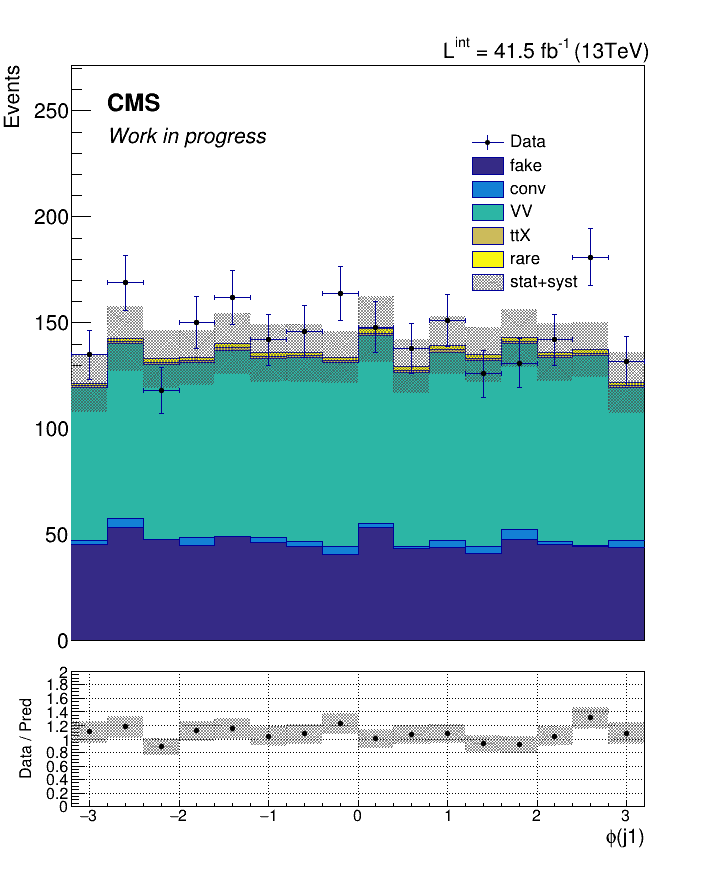 L^int = 41.5 fb^-1 (13TeV)
Events
CMS
Work in progress
Data
fake
conv
VV
ttX
rare
stat+syst
250
200
150
100
50
0
Data / Pred
2
1.8
1.6
1.4
1.2
1
0.8
0.6
0.4
0.2
0
−3 −2 −1 0 1 2 3
ϕ(j1)